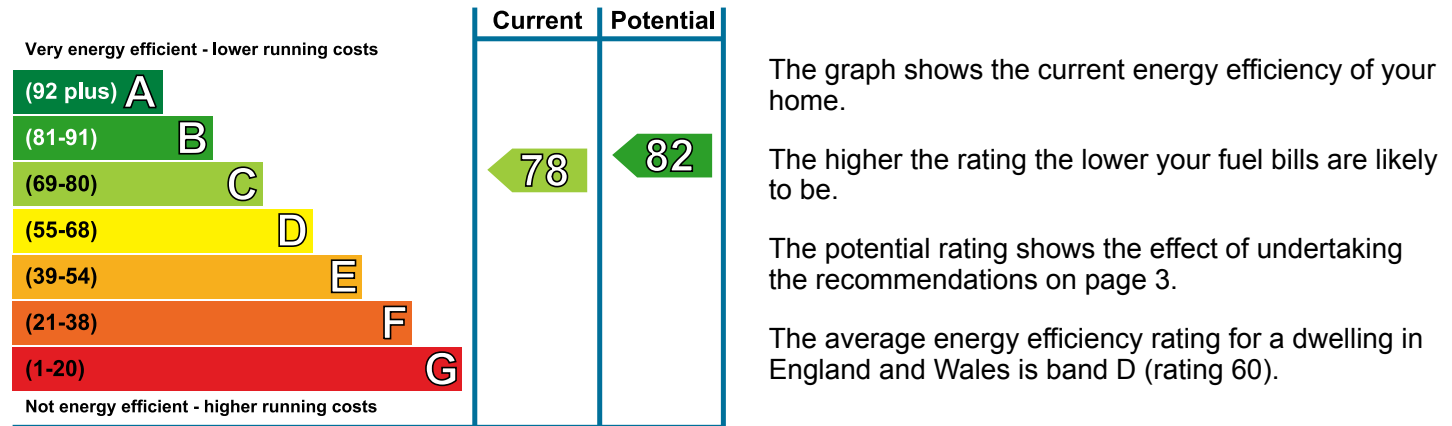 Current Potential
Very energy efficient - lower running costs
(92 plus) A
(81-91) B
(69-80) C
(55-68) D
(39-54) E
(21-38) F
(1-20) G
Not energy efficient - higher running costs
78 82
The graph shows the current energy efficiency of your
home.
The higher the rating the lower your fuel bills are likely
to be.
The potential rating shows the effect of undertaking
the recommendations on page 3.
The average energy efficiency rating for a dwelling in
England and Wales is band D (rating 60).